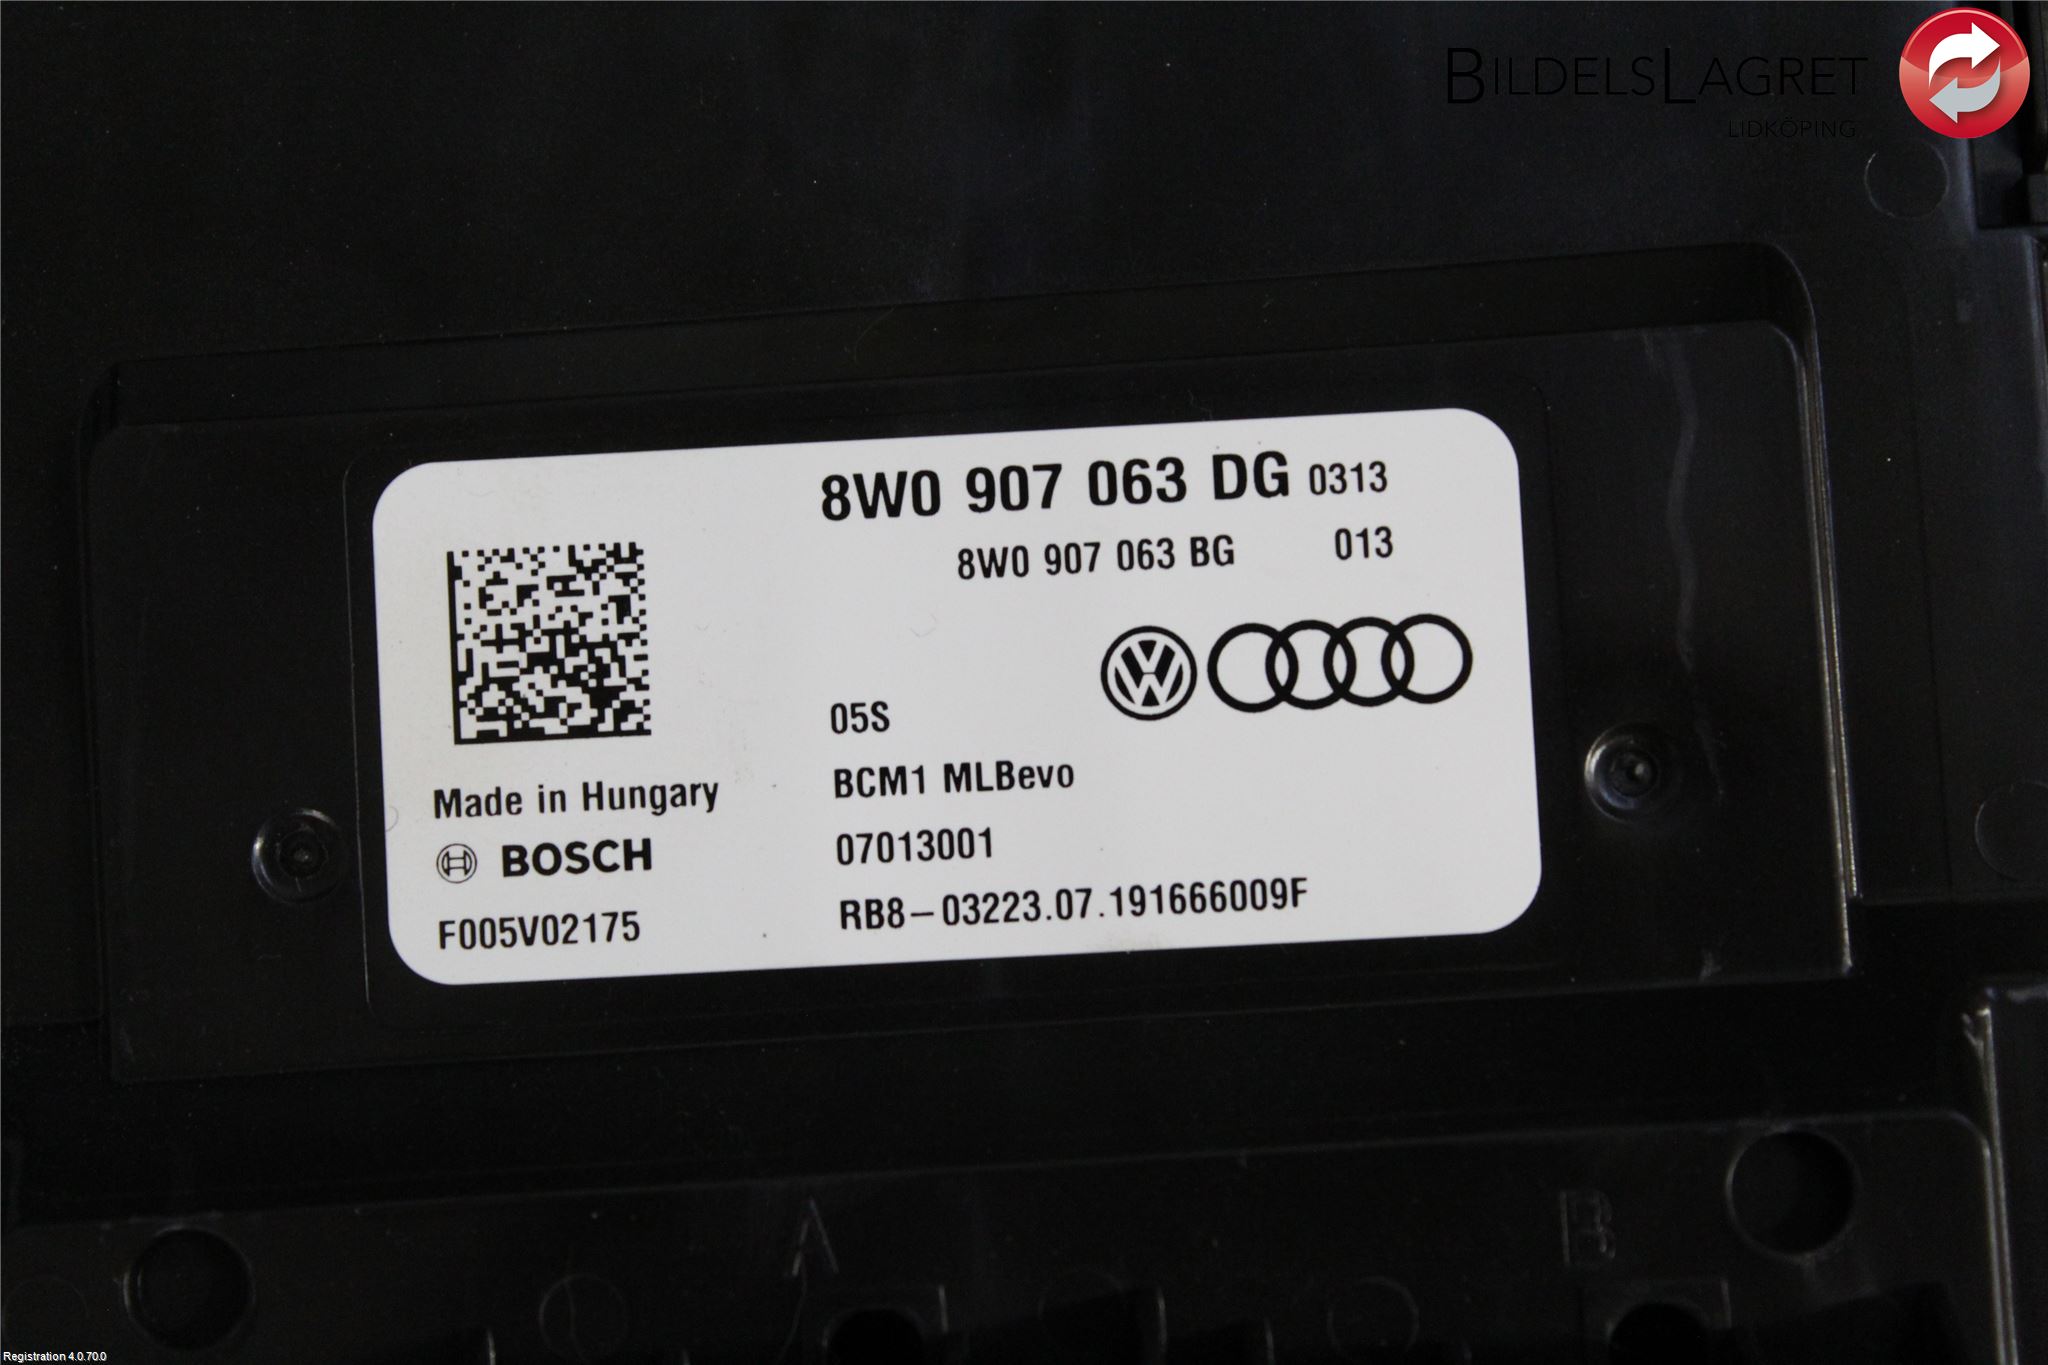 BILDELSLAGRET
LIDKÖPING
8W0 907 063 DG 0313
8W0 907 063 BG 013
05S
BCM1 MLBevo
07013001
RB8-03223.07.191666009F
Made in Hungary
BOSCH
F005V02175
A
B
Registration 4.0.70.0